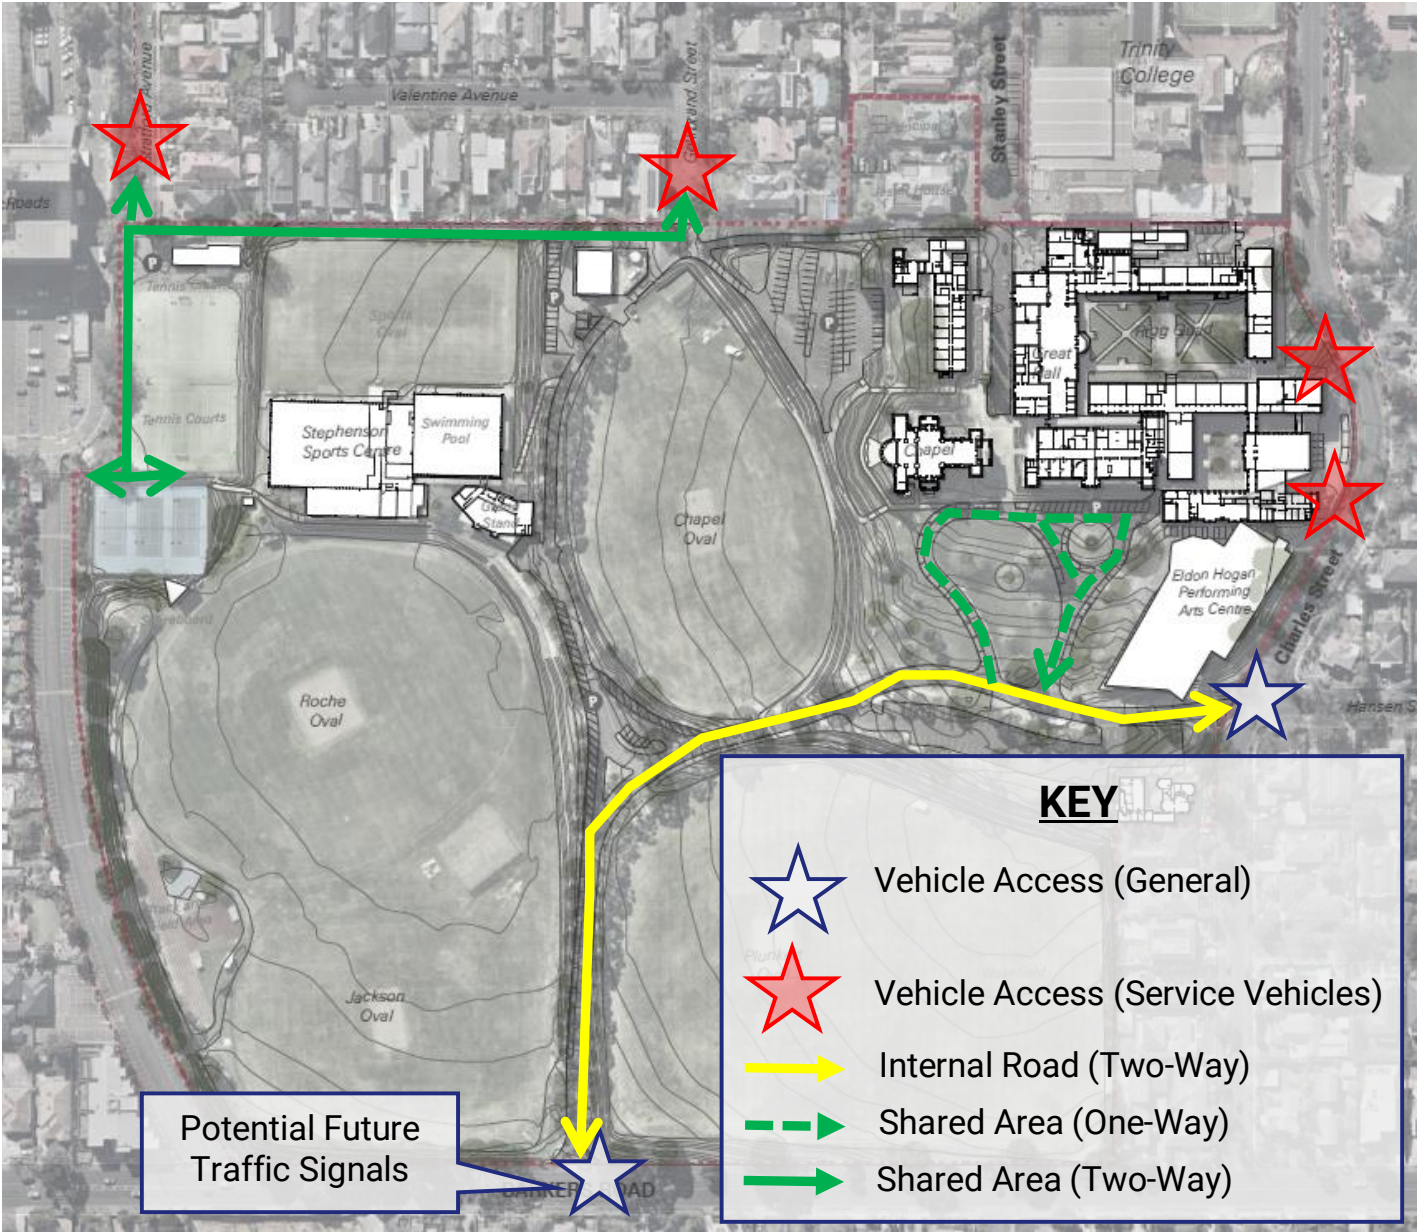 Trinity
College
Stanley Street
Valentine Avenue
Tennis Courts
Stephenson
Sports Centre
Swimming
Pool
Great
Hall
Chapel
P
P
P
P
P
Chapel
Oval
Eldon Hogan
Performing
Arts Centre
Charles Street
Scoreboard
Roche
Oval
Jackson
Oval
KEY
Vehicle Access (General)
Vehicle Access (Service Vehicles)
Internal Road (Two-Way)
Shared Area (One-Way)
Shared Area (Two-Way)
Potential Future
Traffic Signals